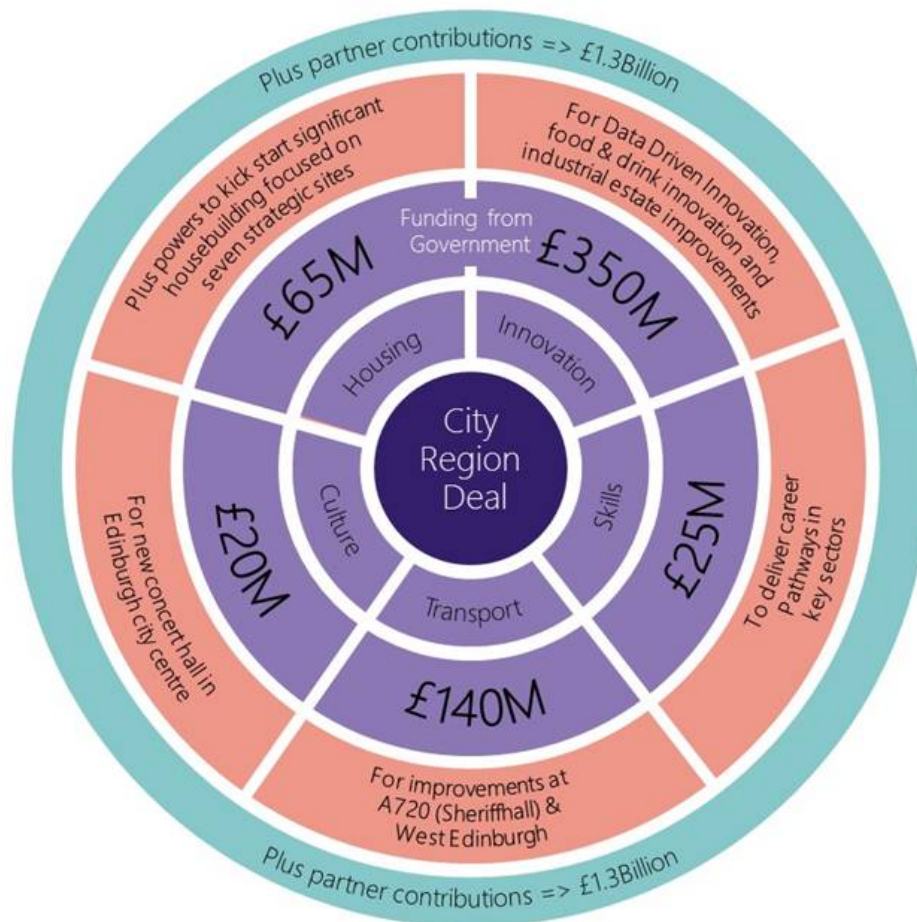 Plus partner contributions => £1.3Billion
Plus powers to kick start significant
housebuilding focused on
seven strategic sites
For Data Driven Innovation,
food & drink innovation and
industrial estate improvements
Funding from
Government
£65M
£350M
Housing
Innovation
City
Region
Deal
Culture
Skills
Transport
£20M
£25M
£140M
For new concert hall in
Edinburgh city centre
To deliver career
Pathways in
key sectors
For improvements at
A720 (Sheriffhall) &
West Edinburgh
Plus partner contributions => £1.3Billion